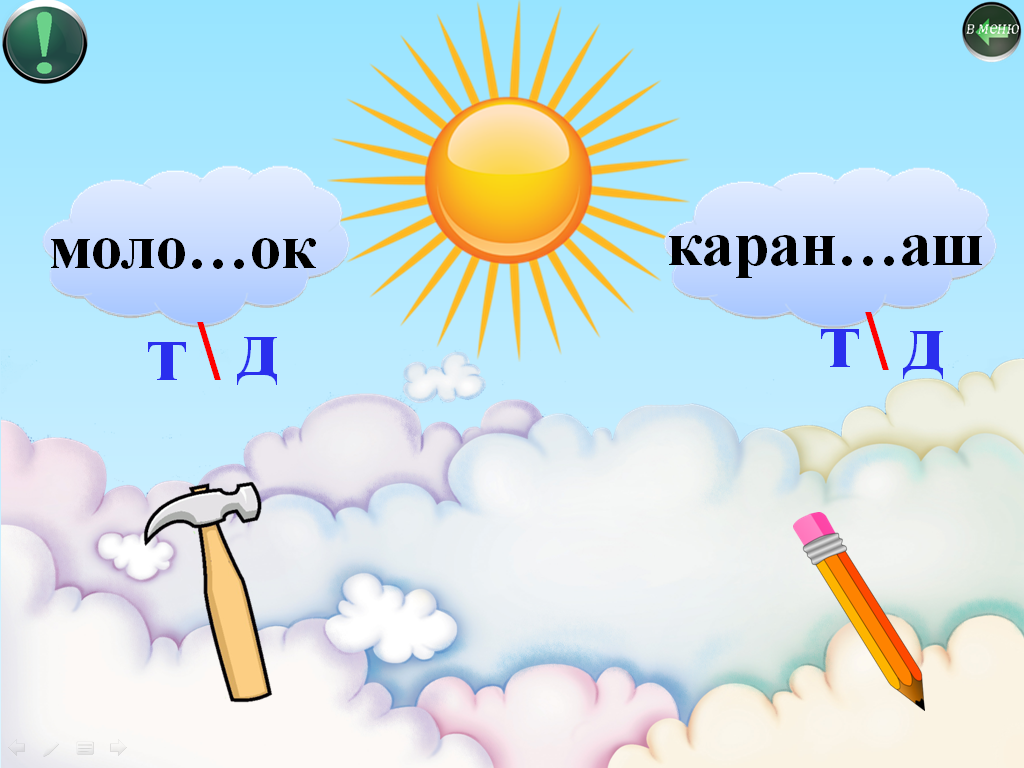 в меню
моло…ок
каран…аш
т\д
т\д